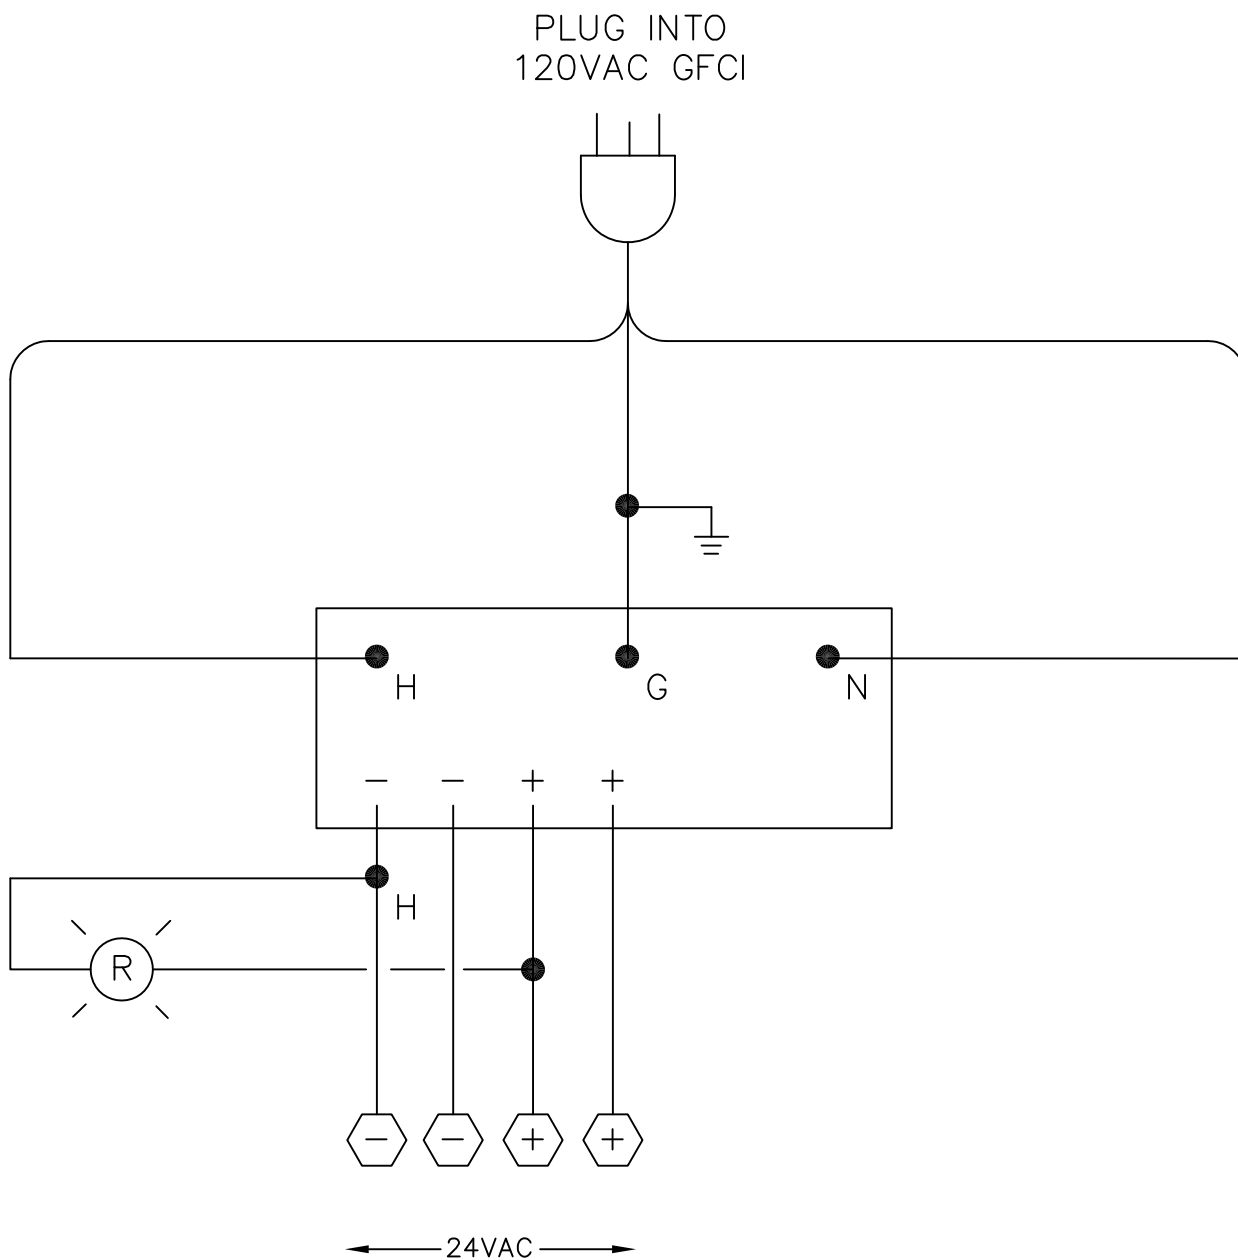 PLUG INTO
120VAC GFCI
H
G
N
− − + +
H
R
− − + +
24VAC